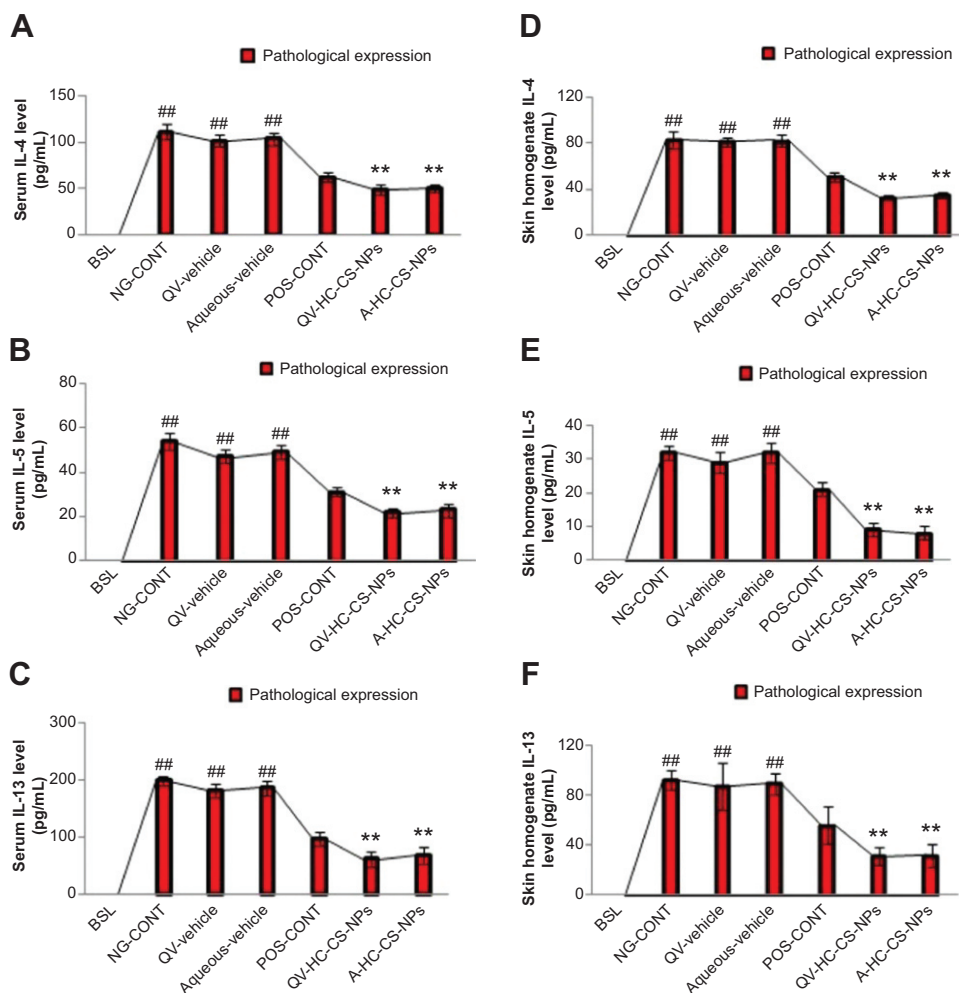 A
Pathological expression
Serum IL-4 level
(pg/mL)
150
100
50
0
##
##
##
**
**
BSL
NG-CONT
QV-vehicle
Aqueous-vehicle
POS-CONT
QV-HC-CS-NPs
A-HC-CS-NPs
D
Pathological expression
Skin homogenate IL-4
level (pg/mL)
120
80
40
0
##
##
##
**
**
BSL
NG-CONT
QV-vehicle
Aqueous-vehicle
POS-CONT
QV-HC-CS-NPs
A-HC-CS-NPs
B
Pathological expression
Serum IL-5 level
(pg/mL)
80
60
40
20
0
##
##
##
**
**
BSL
NG-CONT
QV-vehicle
Aqueous-vehicle
POS-CONT
QV-HC-CS-NPs
A-HC-CS-NPs
E
Pathological expression
Skin homogenate IL-5
level (pg/mL)
40
30
20
10
0
##
##
##
**
**
BSL
NG-CONT
QV-vehicle
Aqueous-vehicle
POS-CONT
QV-HC-CS-NPs
A-HC-CS-NPs
C
Pathological expression
Serum IL-13 level
(pg/mL)
300
200
100
0
##
##
##
**
**
BSL
NG-CONT
QV-vehicle
Aqueous-vehicle
POS-CONT
QV-HC-CS-NPs
A-HC-CS-NPs
F
Pathological expression
Skin homogenate IL-13
level (pg/mL)
120
80
40
0
##
##
##
**
**
BSL
NG-CONT
QV-vehicle
Aqueous-vehicle
POS-CONT
QV-HC-CS-NPs
A-HC-CS-NPs